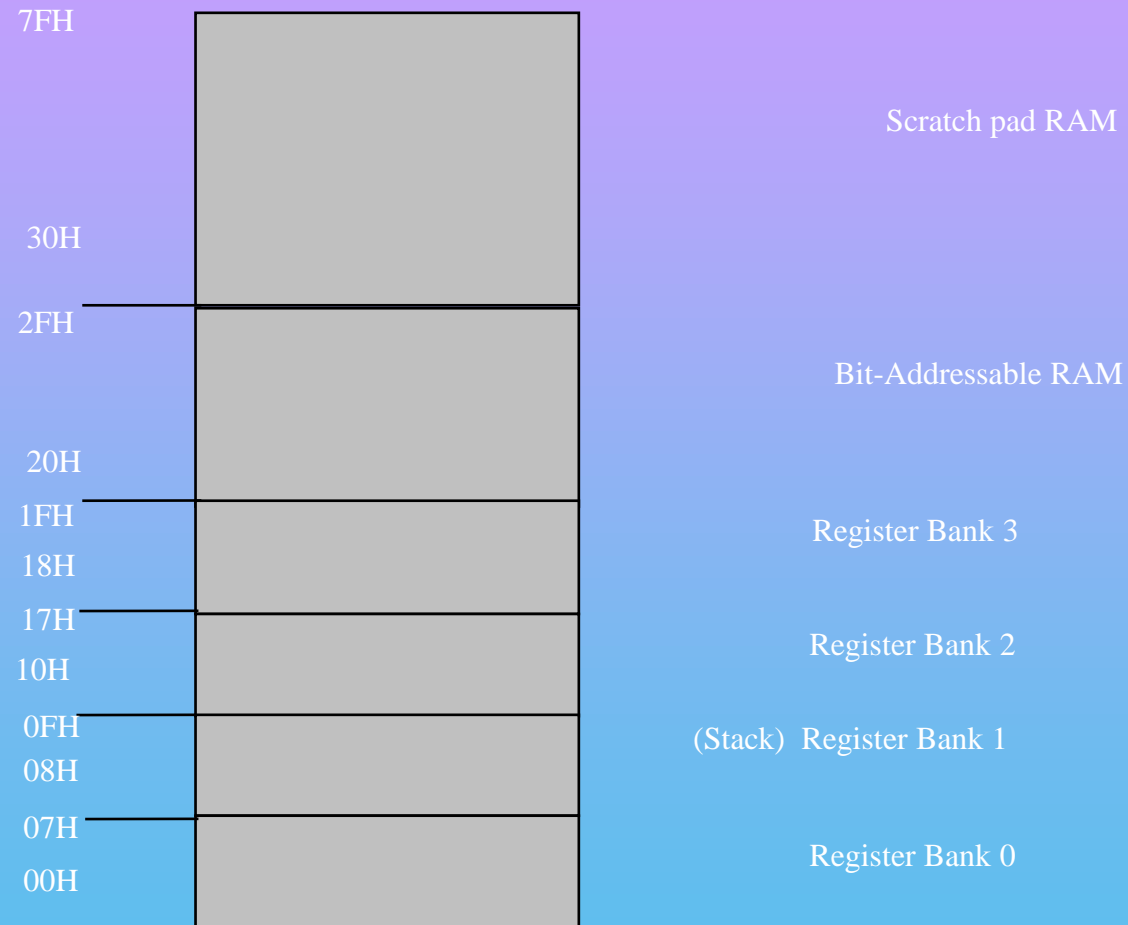 7FH
Scratch pad RAM
30H
2FH
Bit-Addressable RAM
20H
1FH
Register Bank 3
18H
17H
Register Bank 2
10H
0FH
(Stack) Register Bank 1
08H
07H
Register Bank 0
00H